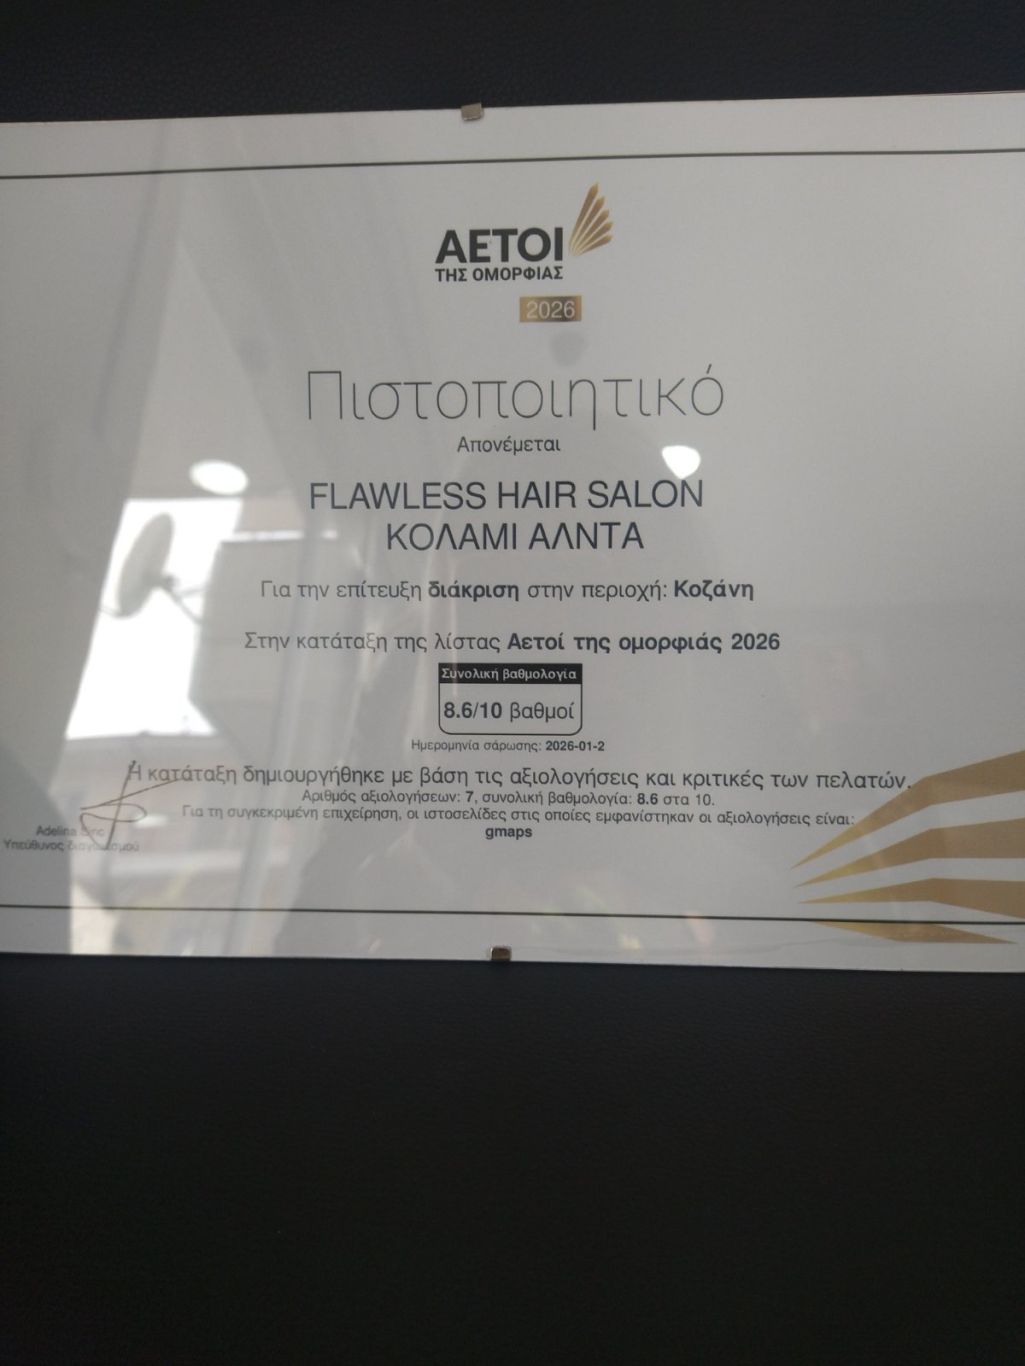 ΑΕΤΟΙ
ΤΗΣ ΟΜΟΡΦΙΑΣ
2026
Πιστοποιητικό
Απονέμεται
FLAWLESS HAIR SALON
ΚΟΛΑΜΙ ΑΛΝΤΑ
Για την επίτευξη διάκριση στην περιοχή: Κοζάνη
Στην κατάταξη της λίστας Αετοί της ομορφιάς 2026
Συνολική βαθμολογία
8.6/10 βαθμοί
Ημερομηνία σάρωσης: 2026-01-2
Η κατάταξη δημιουργήθηκε με βάση τις αξιολογήσεις και κριτικές των πελατών.
Αριθμός αξιολογήσεων: 7, συνολική βαθμολογία: 8.6 στα 10.
Για τη συγκεκριμένη επιχείρηση, οι ιστοσελίδες στις οποίες εμφανίστηκαν οι αξιολογήσεις είναι:
gmaps
Adelina
Υπεύθυνος διαγωνισμού